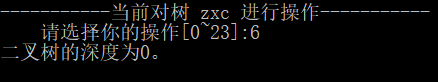 -----------当前对树 zxc 进行操作-----------
请选择你的操作[0~23]:6
二叉树的深度为0。